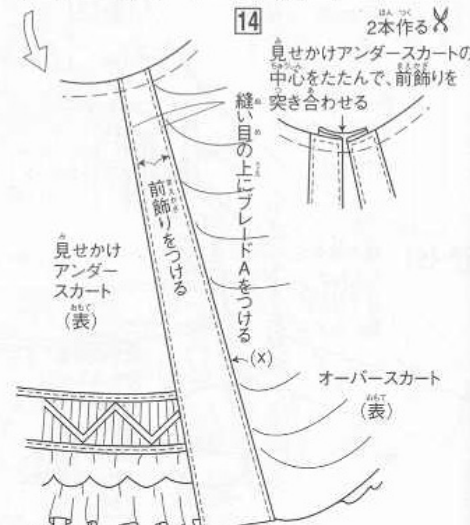 14
2本作る
見せかけアンダースカートの
中心をたたんで、前飾りを
突き合わせる
縫い目の上にブレードAをつける
前飾りをつける
見せかけ
アンダー
スカート
(表)
(x)
オーバースカート
(表)